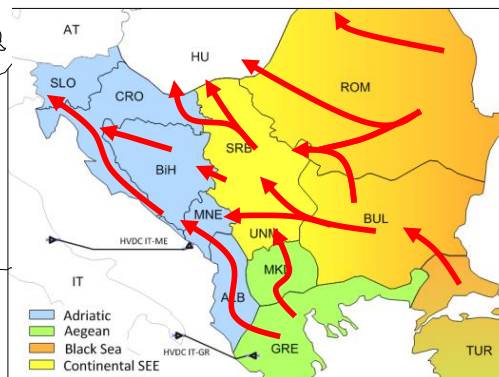 AT
HU
SLO
CRO
ROM
SRB
BiH
MNE
BUL
HVDC IT-ME
UNM
MKD
IT
ALB
Adriatic
Aegean
Black Sea
Continental SEE
HVDC IT-GR
GRE
TUR